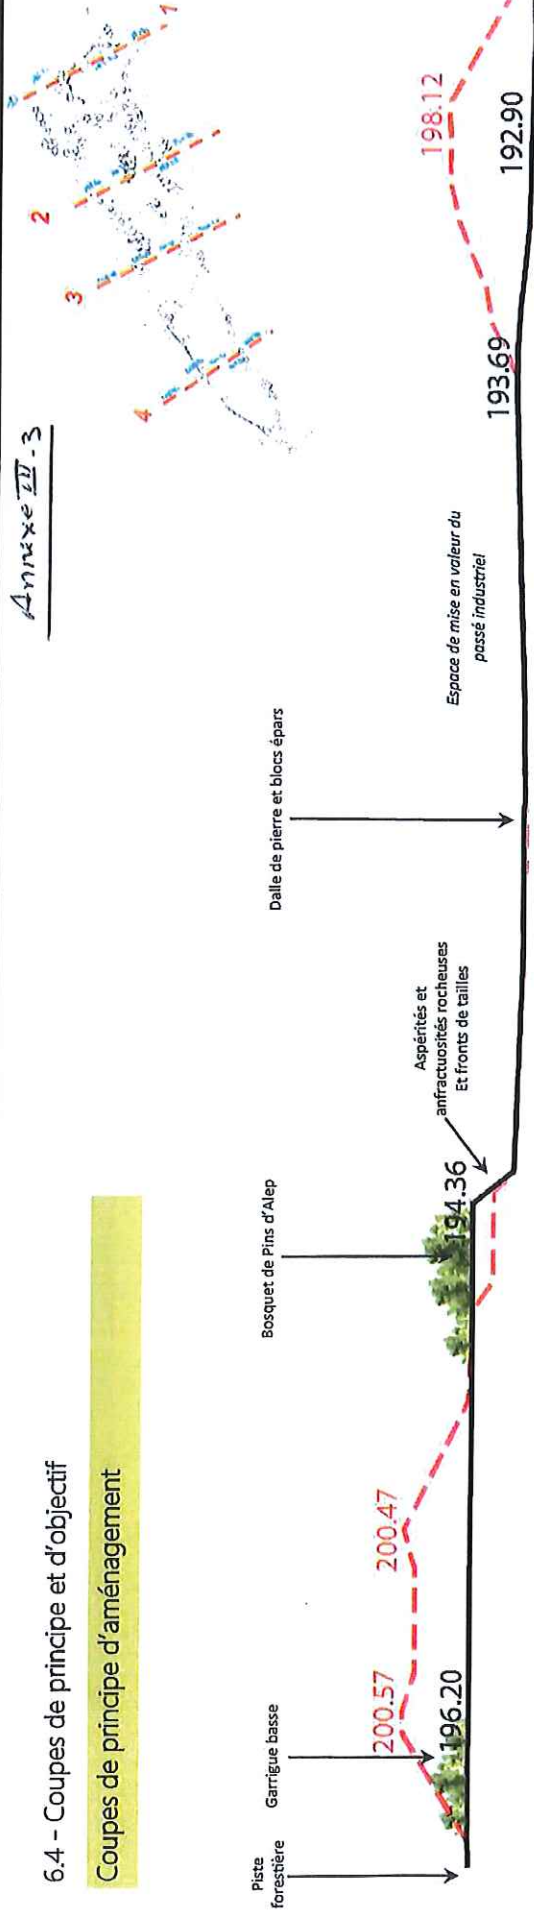 Annexe III-3
6.4 – Coupes de principe et d'objectif
Coupes de principe d'aménagement
1
2
3
4
Piste
forestière
Garrigue basse
Bosquet de Pins d'Alep
Aspérités et
anfractuosités rocheuses
Et fronts de tailles
Dalle de pierre et blocs épars
Espace de mise en valeur du
passé industriel
200.57
196.20
200.47
194.36
193.69
198.12
192.90